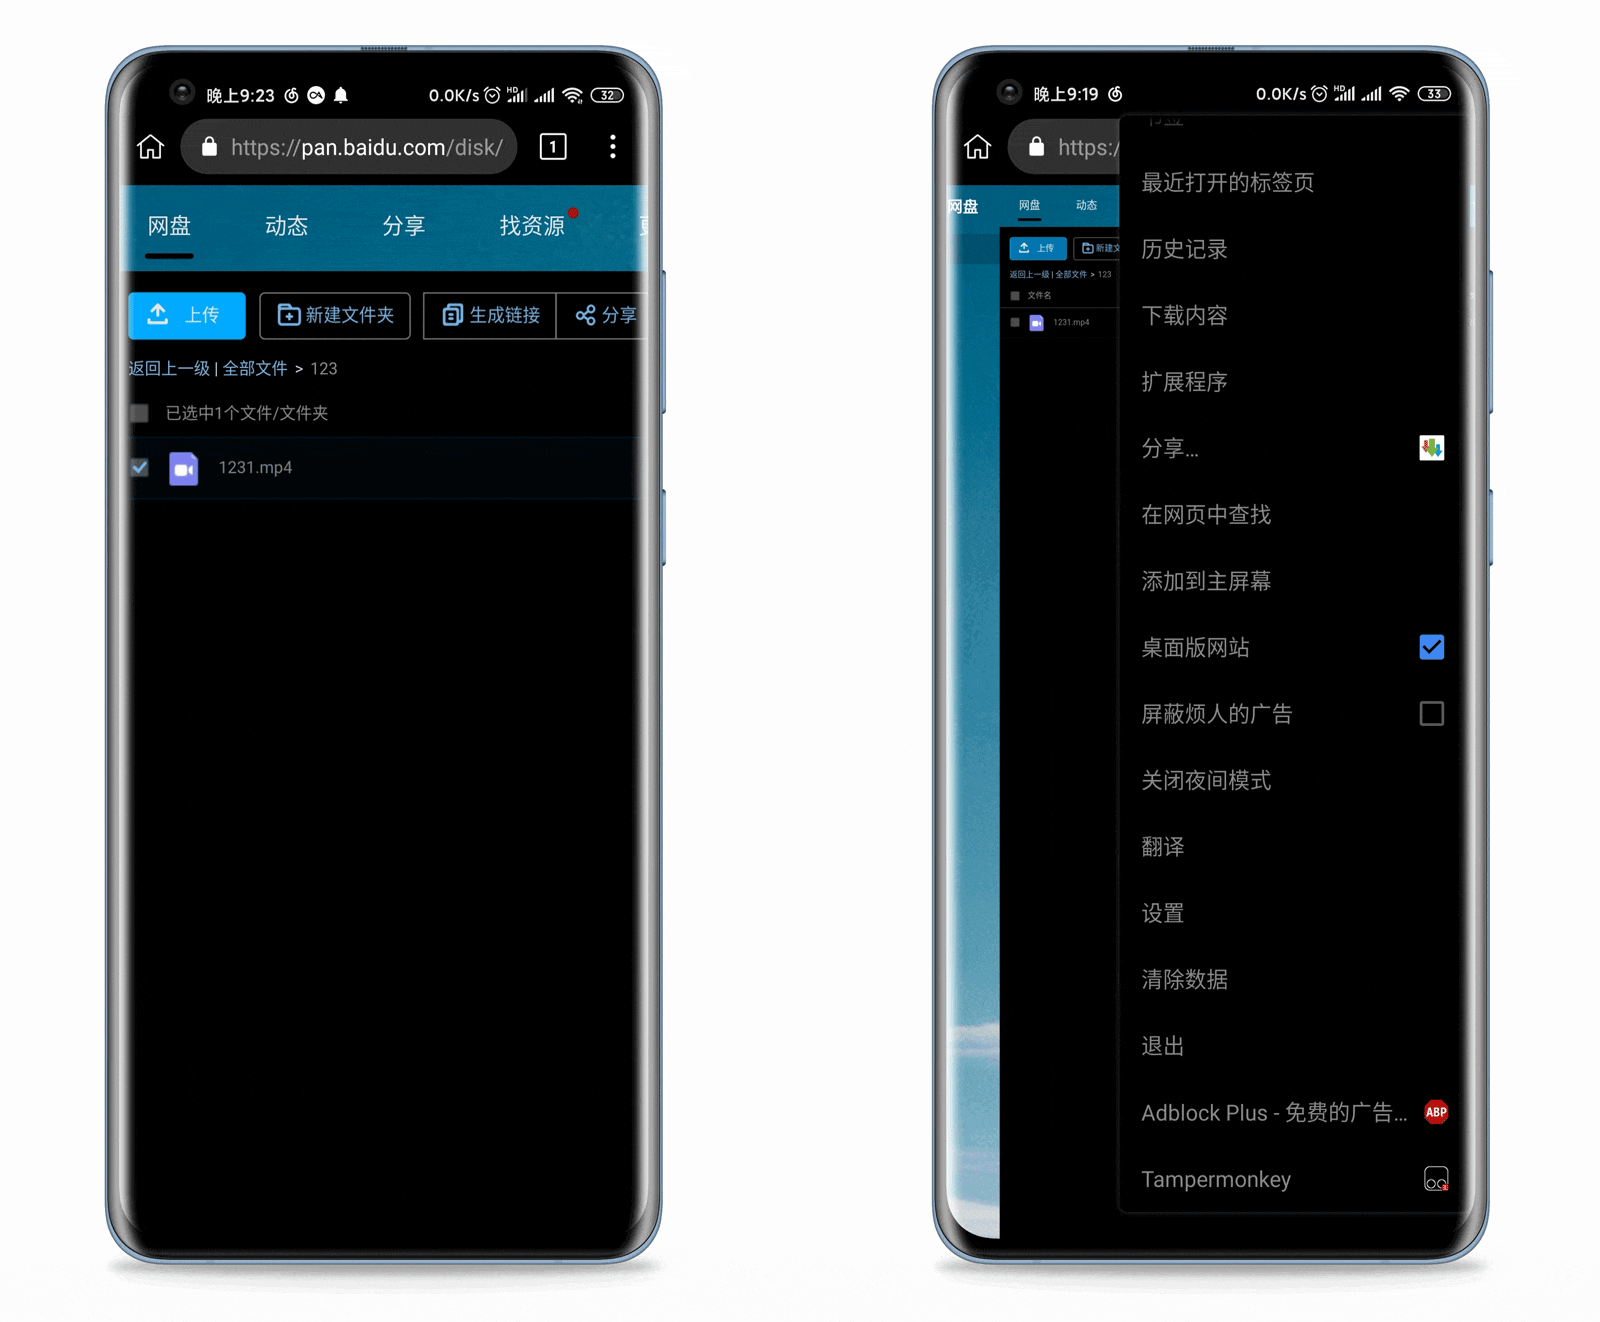 晚上9:23
0.0K/s HD 32
https://pan.baidu.com/disk/
1
网盘 动态 分享 找资源
上传 新建文件夹 生成链接 分享
返回上一级 | 全部文件 > 123
已选中1个文件/文件夹
1231.mp4
晚上9:19
0.0K/s HD 33
https:/
书签
最近打开的标签页
网盘 网盘 动态
上传 新建文
返回上一级 | 全部文件 > 123
文件名
1231.mp4
历史记录
下载内容
扩展程序
分享...
在网页中查找
添加到主屏幕
桌面版网站
屏蔽烦人的广告
关闭夜间模式
翻译
设置
清除数据
退出
Adblock Plus - 免费的广告... ABP
Tampermonkey